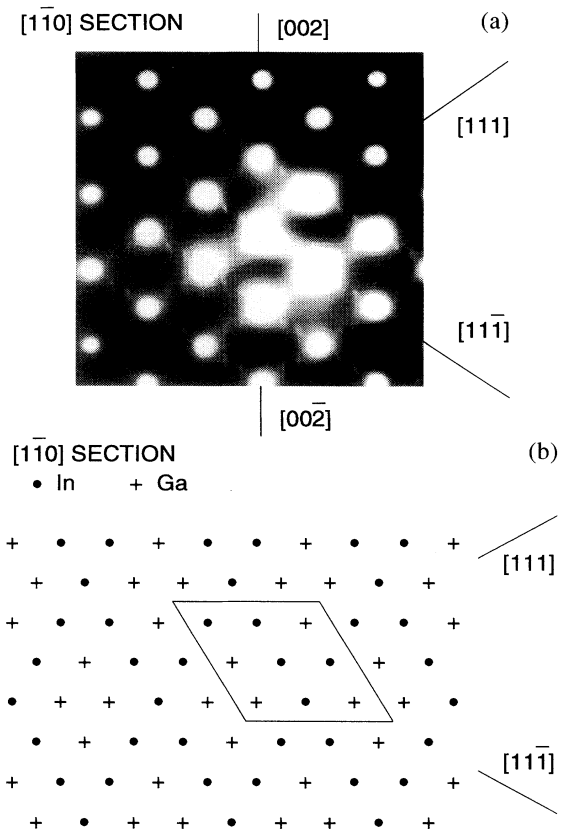 [11̅0] SECTION
[002]
(a)
[111]
[111̅]
[002̅]
[11̅0] SECTION
(b)
• In + Ga
[111]
[111̅]